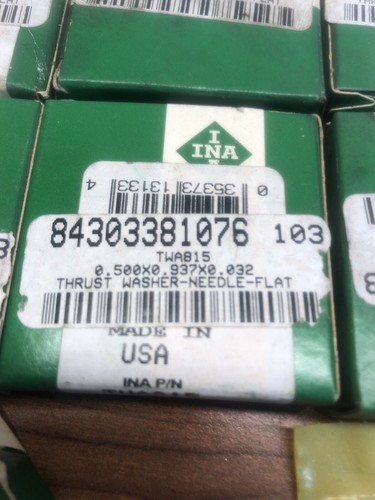 I
INA
0 35373 13133 4
84303381076 103
TWA815
0.500X0.937X0.032
THRUST WASHER-NEEDLE-FLAT
MADE IN
USA
INA P/N